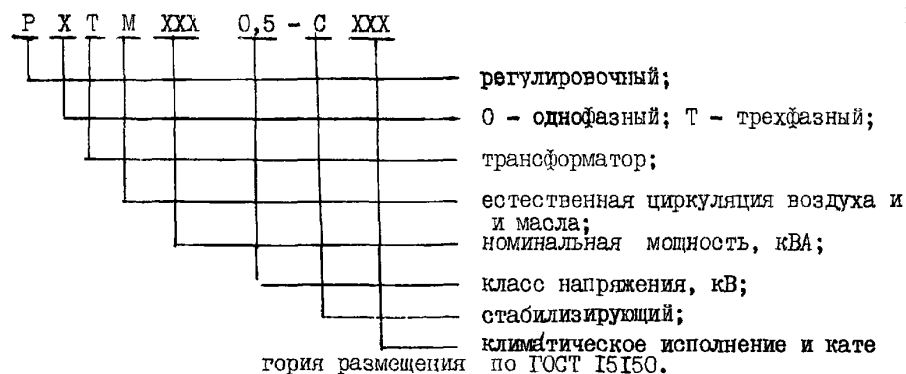 Р Х Т М ХХХ 0,5 - С ХХХ
регулировочный;
О - однофазный; Т - трехфазный;
трансформатор;
естественная циркуляция воздуха и
и масла;
номинальная мощность, кВА;
класс напряжения, кВ;
стабилизирующий;
климатическое исполнение и кате
гория размещения по ГОСТ 15150.